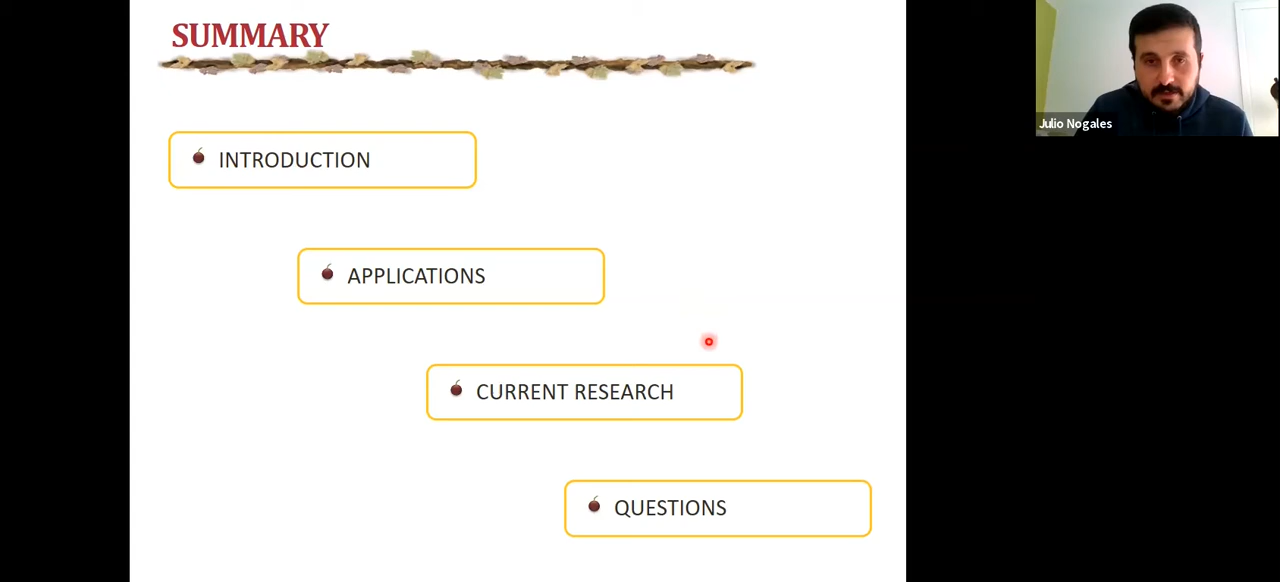 SUMMARY
Julio Nogales
INTRODUCTION
APPLICATIONS
CURRENT RESEARCH
QUESTIONS